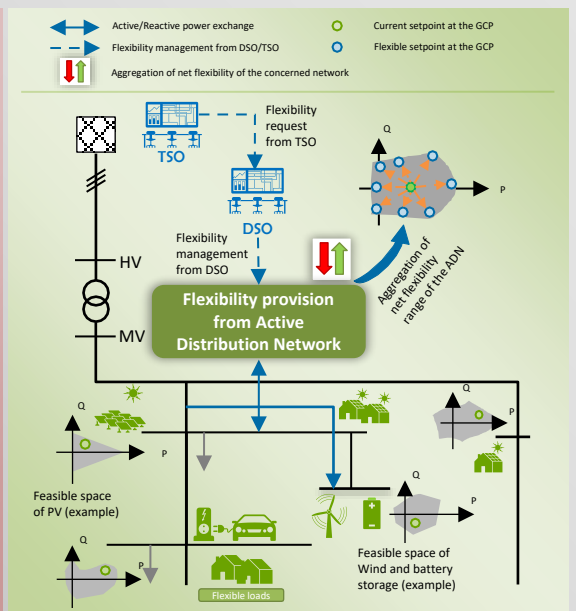 Active/Reactive power exchange
Current setpoint at the GCP
Flexibility management from DSO/TSO
Flexible setpoint at the GCP
Aggregation of net flexibility of the concerned network
TSO
Flexibility
request
from TSO
Q
P
DSO
Flexibility
management
from DSO
Aggregation of
net flexibility
range of the ADN
HV
Flexibility provision
from Active
Distribution Network
MV
Q
P
Q
P
Feasible space
of PV (example)
Q
P
Feasible space of
Wind and battery
storage (example)
Q
P
Flexible loads